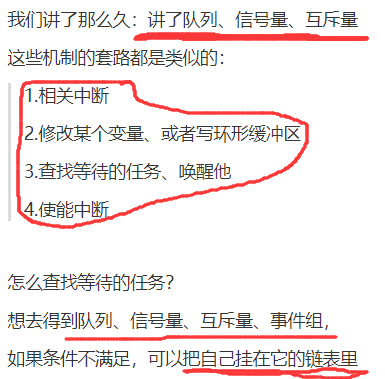 我们讲了那么久：讲了队列、信号量、互斥量
这些机制的套路都是类似的：
1.相关中断
2.修改某个变量、或者写环形缓冲区
3.查找等待的任务、唤醒他
4.使能中断
怎么查找等待的任务？
想去得到队列、信号量、互斥量、事件组，
如果条件不满足，可以把自己挂在它的链表里